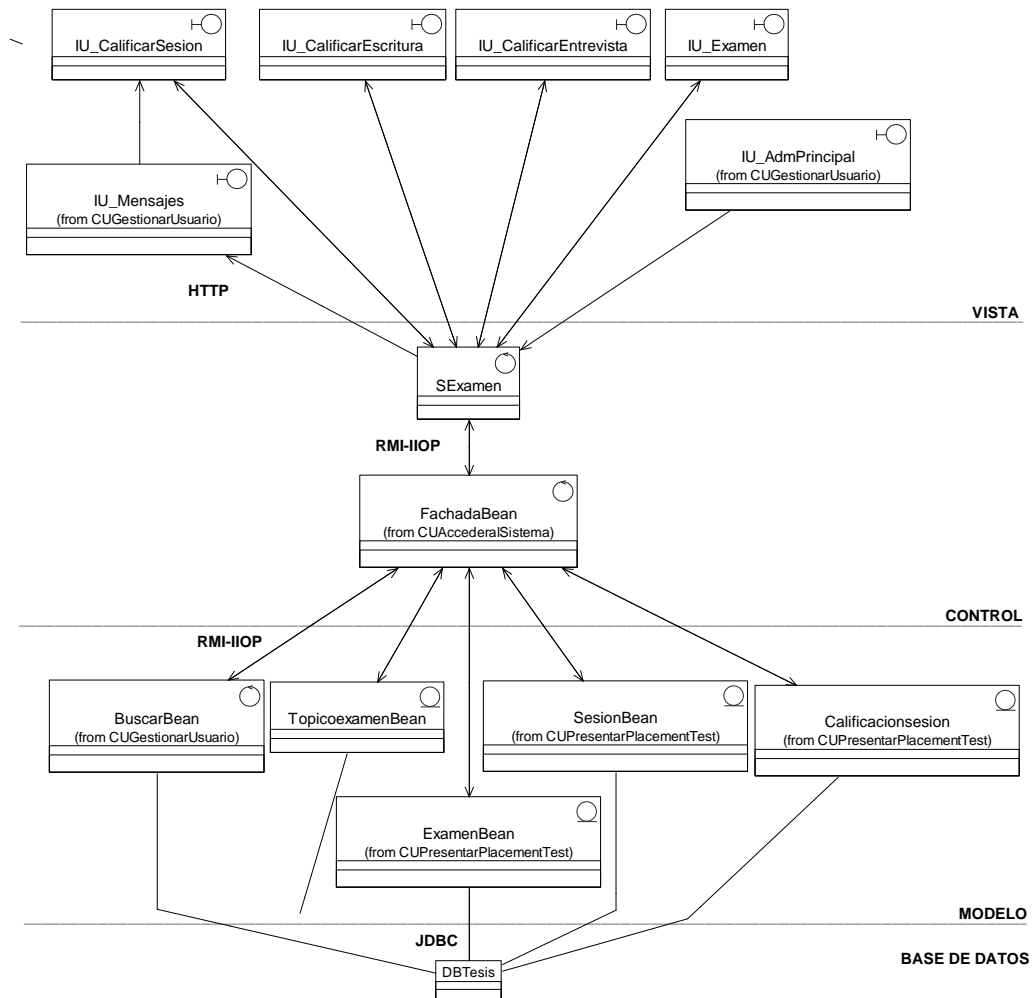 IU_CalificarSesion
IU_CalificarEscritura
IU_CalificarEntrevista
IU_Examen
IU_AdmPrincipal
(from CUGestionarUsuario)
IU_Mensajes
(from CUGestionarUsuario)
HTTP
VISTA
SExamen
RMI-IIOP
FachadaBean
(from CUAccederalSistema)
CONTROL
RMI-IIOP
BuscarBean
(from CUGestionarUsuario)
TopicoexamenBean
SesionBean
(from CUPresentarPlacementTest)
Calificacionsesion
(from CUPresentarPlacementTest)
ExamenBean
(from CUPresentarPlacementTest)
MODELO
JDBC
BASE DE DATOS
DBTesis